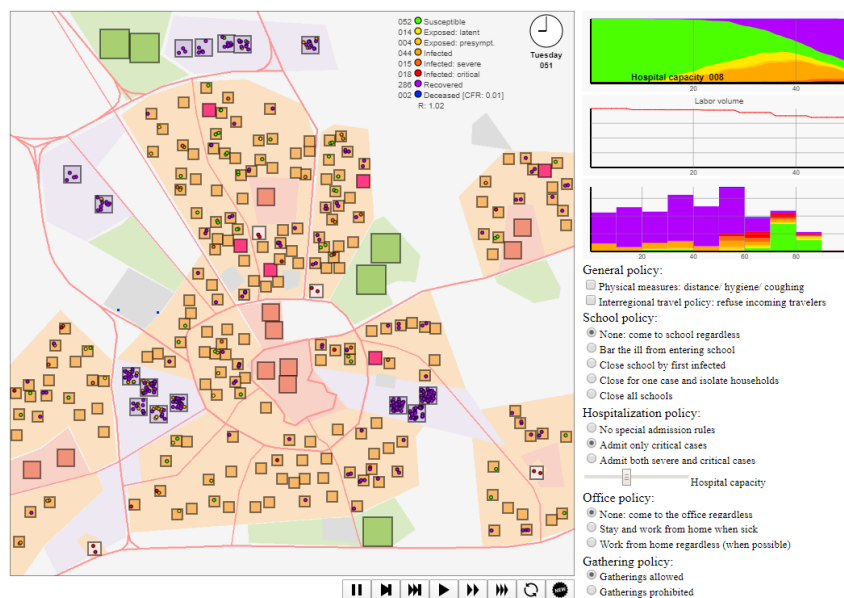 052 Susceptible
014 Exposed: latent
004 Exposed: presympt.
044 Infected
015 Infected: severe
018 Infected: critical
286 Recovered
002 Deceased [CFR: 0.01]
R: 1.02
Tuesday
051
Hospital capacity 008
20 40
Labor volume
20 40
20 40 60 80
General policy:
Physical measures: distance/ hygiene/ coughing
Interregional travel policy: refuse incoming travelers
School policy:
None: come to school regardless
Bar the ill from entering school
Close school by first infected
Close for one case and isolate households
Close all schools
Hospitalization policy:
No special admission rules
Admit only critical cases
Admit both severe and critical cases
Hospital capacity
Office policy:
None: come to the office regardless
Stay and work from home when sick
Work from home regardless (when possible)
Gathering policy:
Gatherings allowed
Gatherings prohibited
NEW